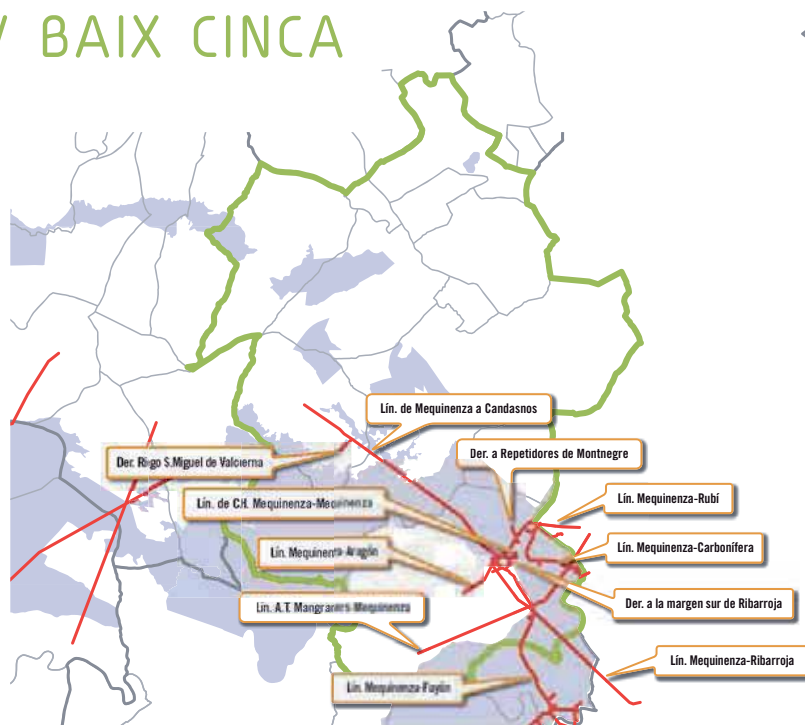 BAIX CINCA
Lín. de Mequinenza a Candasnos
Der. Riego S.Miguel de Valcierna
Der. a Repetidores de Montnegre
Lín. de C.H. Mequinenza-Mequinenza
Lín. Mequinenza-Rubí
Lín. Mequinenza-Aragón
Lín. Mequinenza-Carbonífera
Lín. A.T. Mangranes-Mequinenza
Der. a la margen sur de Ribarroja
Lín. Mequinenza-Ribarroja
Lín. Mequinenza-Fayón